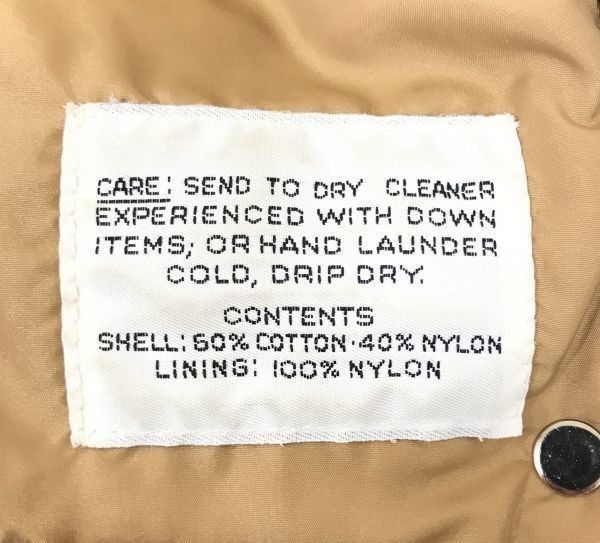 CARE: SEND TO DRY CLEANER
EXPERIENCED WITH DOWN
ITEMS; OR HAND LAUNDER
COLD, DRIP DRY.
CONTENTS
SHELL: 60% COTTON·40% NYLON
LINING: 100% NYLON